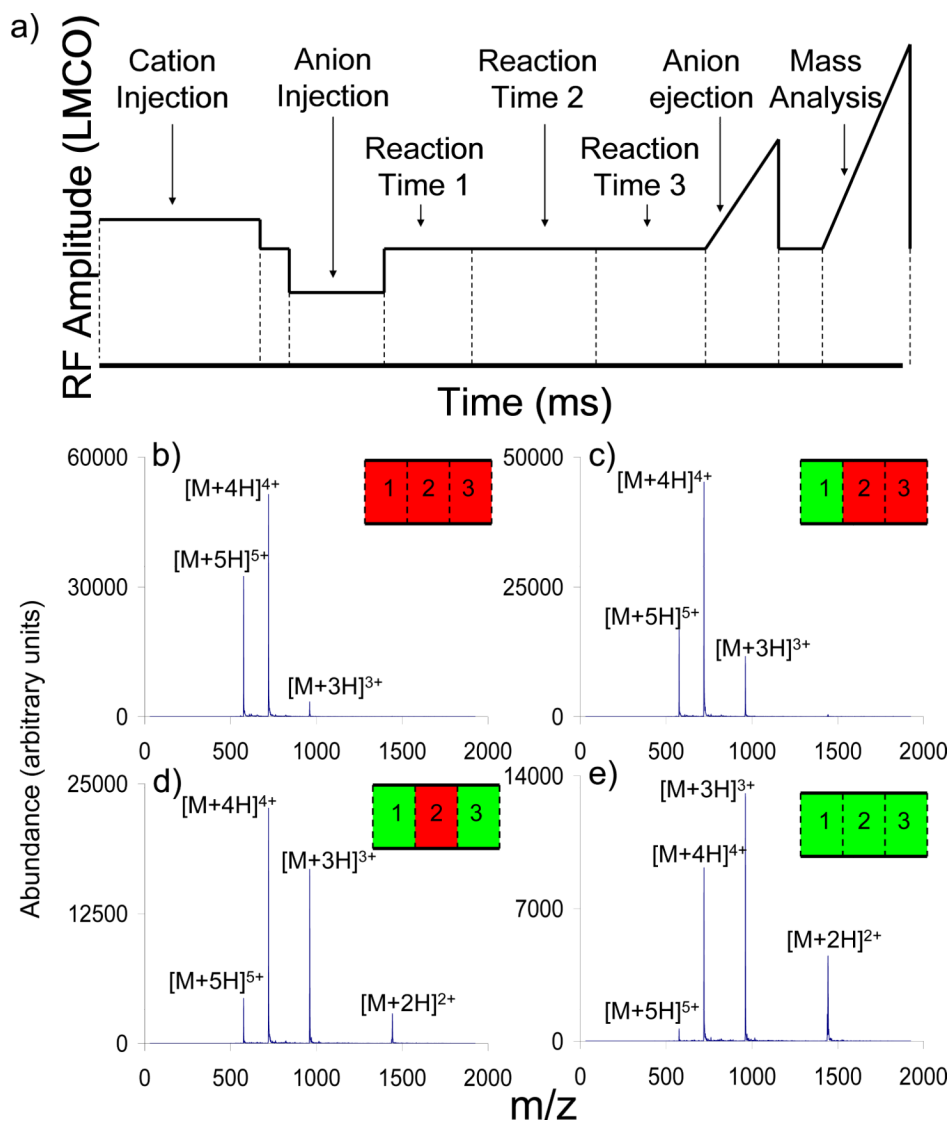 a)
Cation
Injection
Anion
Injection
Reaction
Time 1
Reaction
Time 2
Reaction
Time 3
Anion
ejection
Mass
Analysis
RF Amplitude (LMCO)
Time (ms)
Abundance (arbitrary units)
b)
60000
30000
0
[M+4H]4+
[M+5H]5+
[M+3H]3+
1 2 3
0 500 1000 1500 2000
c)
50000
25000
0
[M+4H]4+
[M+5H]5+
[M+3H]3+
1 2 3
0 500 1000 1500 2000
d)
25000
12500
0
[M+4H]4+
[M+3H]3+
[M+5H]5+
[M+2H]2+
1 2 3
0 500 1000 1500 2000
e)
14000
7000
0
[M+3H]3+
[M+4H]4+
[M+2H]2+
[M+5H]5+
1 2 3
0 500 1000 1500 2000
m/z